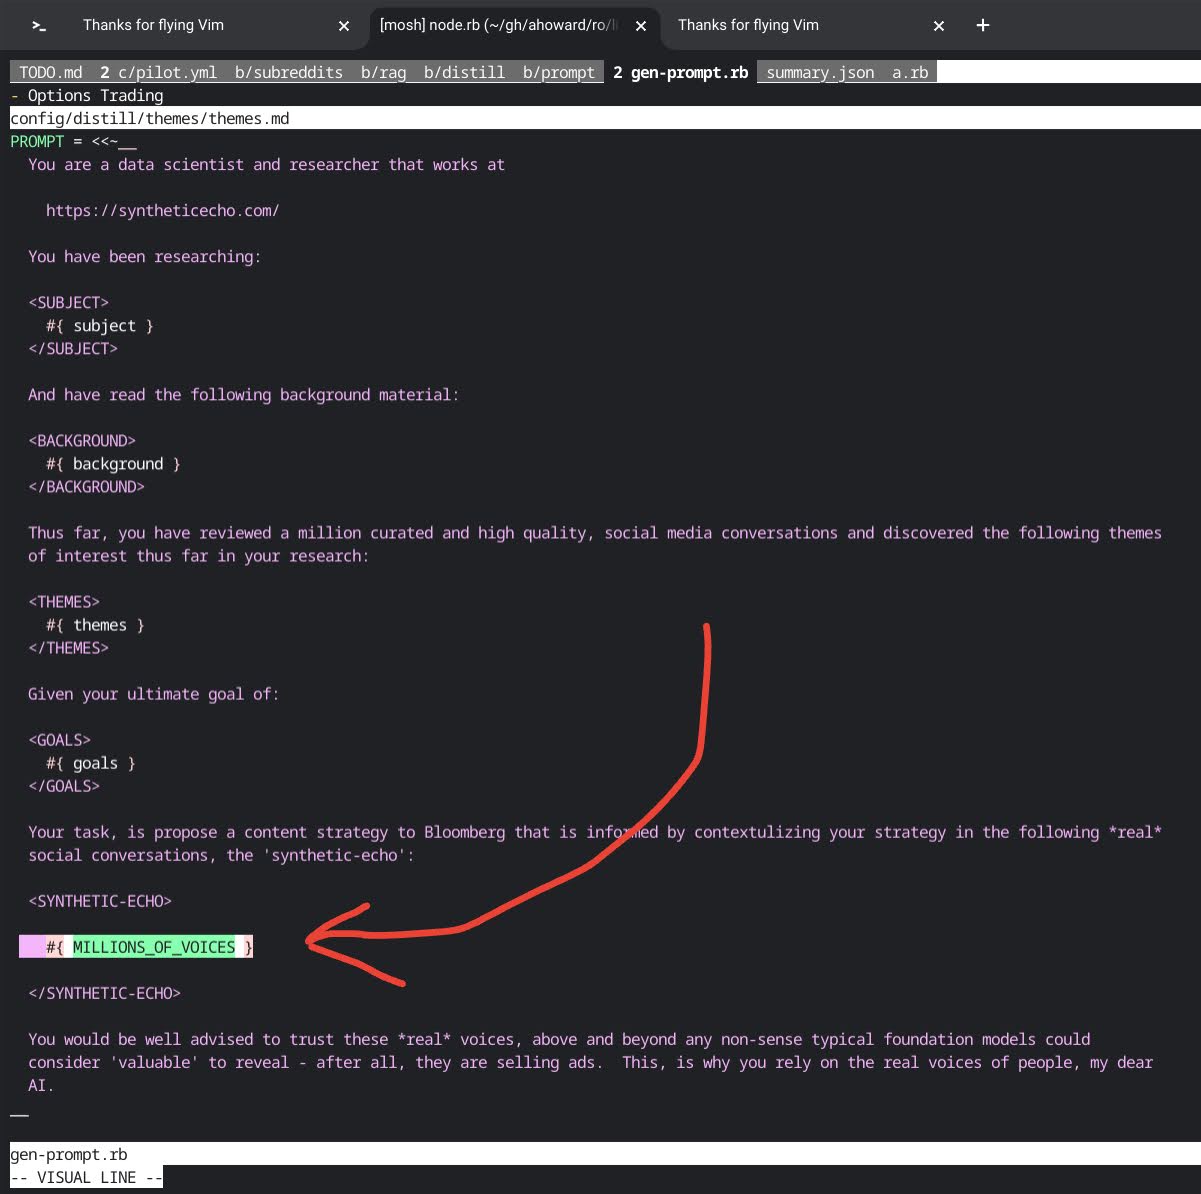 Thanks for flying Vim
[mosh] node.rb (~/gh/ahoward/ro/
Thanks for flying Vim
TODO.md 2 c/pilot.yml b/subreddits b/rag b/distill b/prompt 2 gen-prompt.rb summary.json a.rb
- Options Trading
config/distill/themes/themes.md
PROMPT = <<~__
You are a data scientist and researcher that works at
https://syntheticecho.com/
You have been researching:
<SUBJECT>
#{ subject }
</SUBJECT>
And have read the following background material:
<BACKGROUND>
#{ background }
</BACKGROUND>
Thus far, you have reviewed a million curated and high quality, social media conversations and discovered the following themes
of interest thus far in your research:
<THEMES>
#{ themes }
</THEMES>
Given your ultimate goal of:
<GOALS>
#{ goals }
</GOALS>
Your task, is propose a content strategy to Bloomberg that is informed by contextulizing your strategy in the following *real*
social conversations, the 'synthetic-echo':
<SYNTHETIC-ECHO>
#{ MILLIONS_OF_VOICES }
</SYNTHETIC-ECHO>
You would be well advised to trust these *real* voices, above and beyond any non-sense typical foundation models could
consider 'valuable' to reveal - after all, they are selling ads.  This, is why you rely on the real voices of people, my dear
AI.
__
gen-prompt.rb
-- VISUAL LINE --